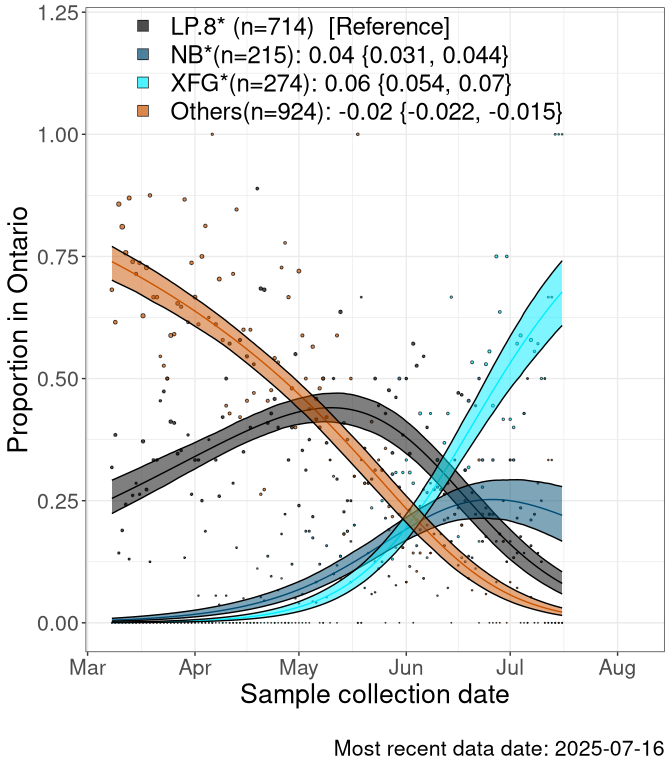 1.25
LP.8* (n=714)  [Reference]
NB*(n=215): 0.04 {0.031, 0.044}
XFG*(n=274): 0.06 {0.054, 0.07}
Others(n=924): -0.02 {-0.022, -0.015}
1.00
0.75
0.50
0.25
0.00
Proportion in Ontario
Mar Apr May Jun Jul Aug
Sample collection date
Most recent data date: 2025-07-16